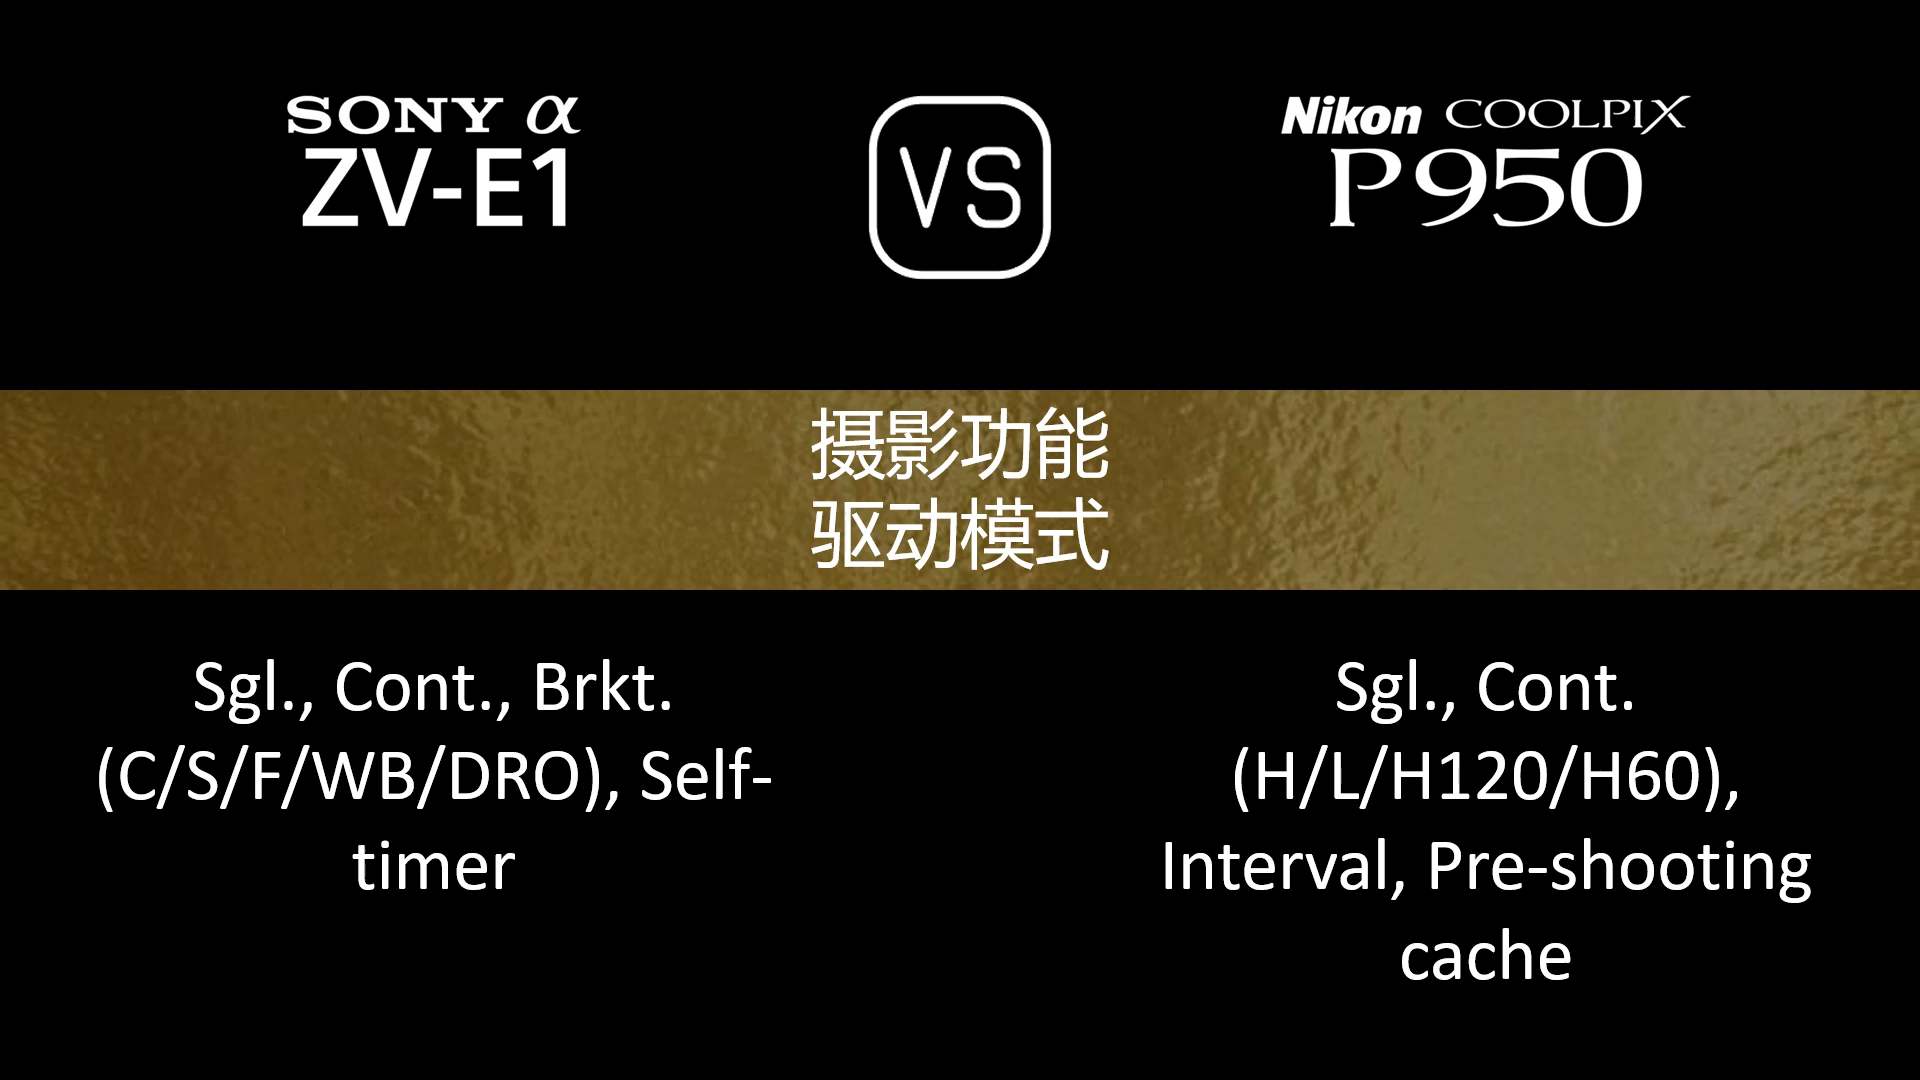 SONY α
ZV-E1
VS
Nikon COOLPIX
P950
摄影功能
驱动模式
Sgl., Cont., Brkt.
(C/S/F/WB/DRO), Self-
timer
Sgl., Cont.
(H/L/H120/H60),
Interval, Pre-shooting
cache